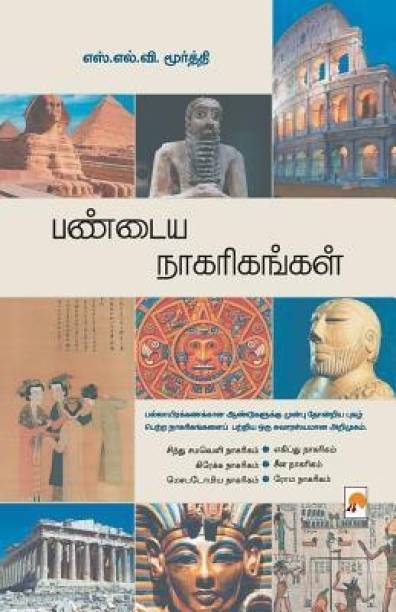 எஸ்.எல்.வி. மூர்த்தி
பண்டைய
நாகரிகங்கள்
பல்லாயிரக்கணக்கான ஆண்டுகளுக்கு முன்பு தோன்றிய புகழ்
பெற்ற நாகரிகங்களைப் பற்றிய ஒரு சுவாரஸ்யமான அறிமுகம்.
சிந்து சமவெளி நாகரிகம் • எகிப்து நாகரிகம்
கிரேக்க நாகரிகம் • சீன நாகரிகம்
மெஸபடோமிய நாகரிகம் • ரோம நாகரிகம்